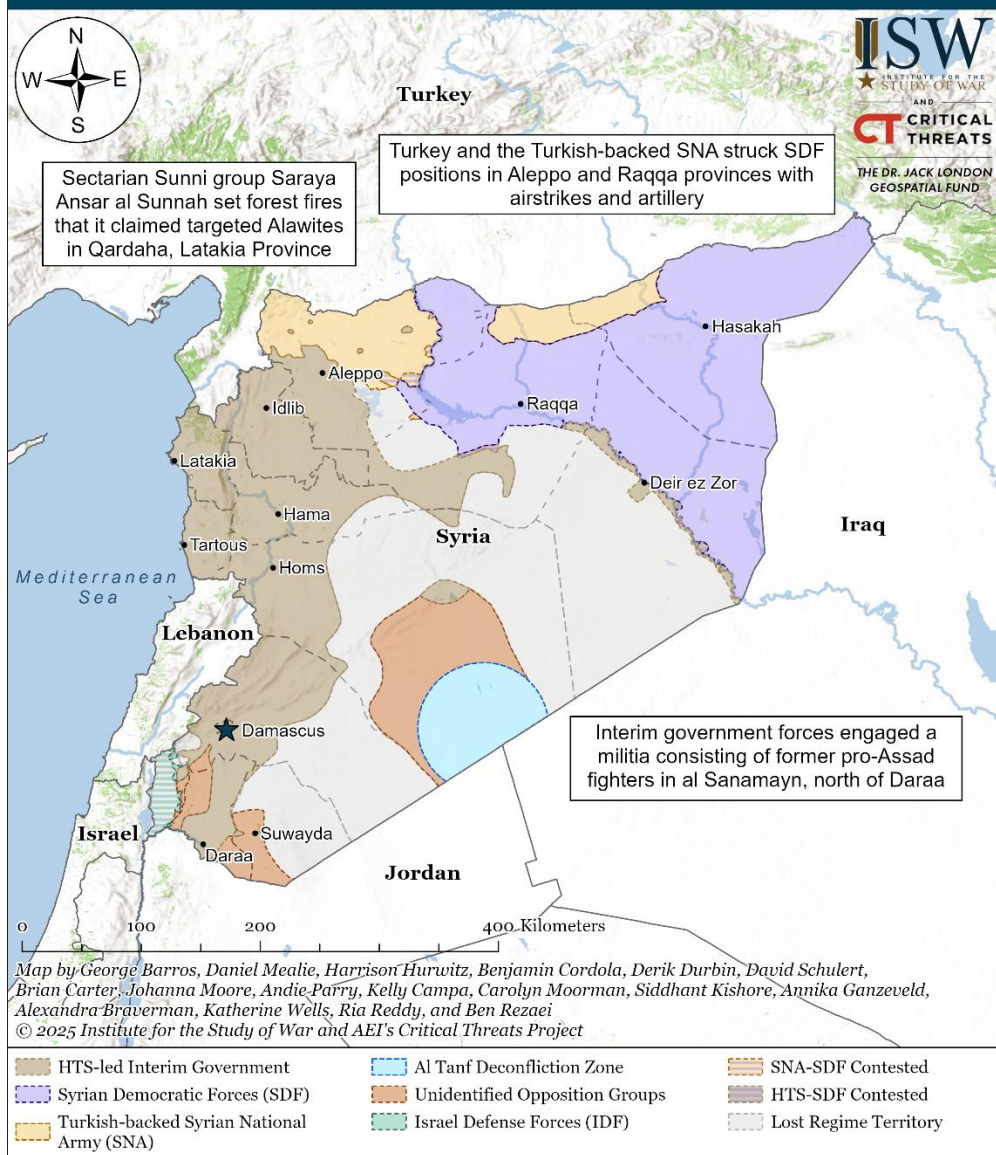 N
W E
S
ISW
INSTITUTE FOR THE
STUDY OF WAR
AND
CT CRITICAL
THREATS
THE DR. JACK LONDON
GEOSPATIAL FUND
Turkey
Sectarian Sunni group Saraya
Ansar al Sunnah set forest fires
that it claimed targeted Alawites
in Qardaha, Latakia Province
Turkey and the Turkish-backed SNA struck SDF
positions in Aleppo and Raqqa provinces with
airstrikes and artillery
Hasakah
Aleppo
Idlib
Raqqa
Latakia
Deir ez Zor
Hama
Syria
Iraq
Tartous
Homs
Mediterranean
Sea
Lebanon
Damascus
Interim government forces engaged a
militia consisting of former pro-Assad
fighters in al Sanamayn, north of Daraa
Israel
Suwayda
Daraa
Jordan
0 100 200 400 Kilometers
Map by George Barros, Daniel Mealie, Harrison Hurwitz, Benjamin Cordola, Derik Durbin, David Schulert,
Brian Carter, Johanna Moore, Andie Parry, Kelly Campa, Carolyn Moorman, Siddhant Kishore, Annika Ganzeveld,
Alexandra Braverman, Katherine Wells, Ria Reddy, and Ben Rezaei
© 2025 Institute for the Study of War and AEI's Critical Threats Project
HTS-led Interim Government
Syrian Democratic Forces (SDF)
Turkish-backed Syrian National
Army (SNA)
Al Tanf Deconfliction Zone
Unidentified Opposition Groups
Israel Defense Forces (IDF)
SNA-SDF Contested
HTS-SDF Contested
Lost Regime Territory